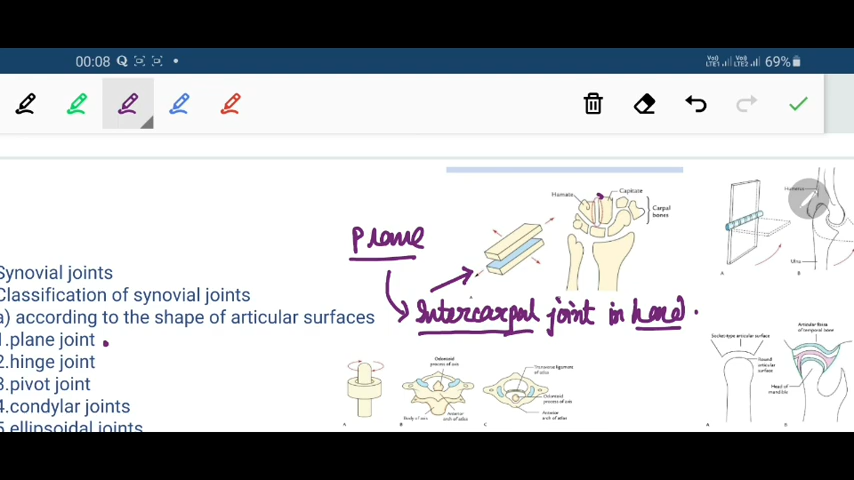 00:08 Q VoD LTE1 VoD LTE2 69%
Hamate
Capitate
Carpal
bones
Humerus
Ulna
A
B
A
Plane
Intercarpal joint in hand.
Synovial joints
Classification of synovial joints
a) according to the shape of articular surfaces
1.plane joint
2.hinge joint
3.pivot joint
4.condylar joints
5.ellipsoidal joints
Odontoid
process of axis
Body of axis
Anterior
arch of atlas
Transverse ligament
of atlas
Odontoid
process of axis
Anterior
arch of atlas
A
B
C
Socket-type articular surface
Round
articular
surface
Articular fossa
of temporal bone
Head of
mandible
A
B